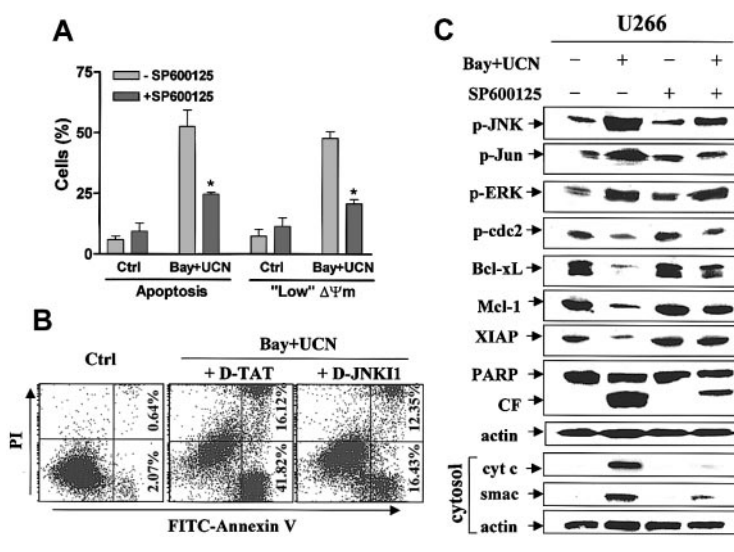 A
- SP600125
+SP600125
Cells (%)
75
50
25
0
*
*
Ctrl Bay+UCN Ctrl Bay+UCN
Apoptosis "Low" ΔΨm
B
Bay+UCN
Ctrl + D-TAT + D-JNKI1
PI
0.64% 16.12% 12.35%
2.07% 41.82% 16.43%
FITC-Annexin V
C
U266
Bay+UCN − + − +
SP600125 − − + +
p-JNK
p-Jun
p-ERK
p-cdc2
Bcl-xL
Mcl-1
XIAP
PARP
CF
actin
cytosol
cyt c
smac
actin